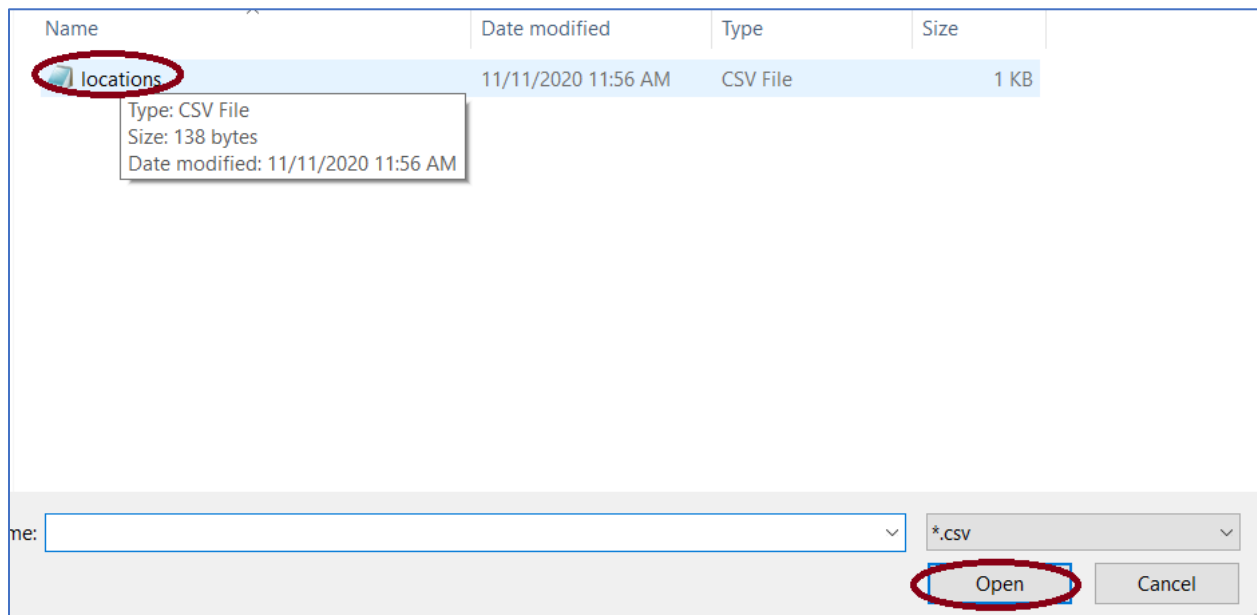 Name Date modified Type Size
locations 11/11/2020 11:56 AM CSV File 1 KB
Type: CSV File
Size: 138 bytes
Date modified: 11/11/2020 11:56 AM
me: *.csv
Open Cancel